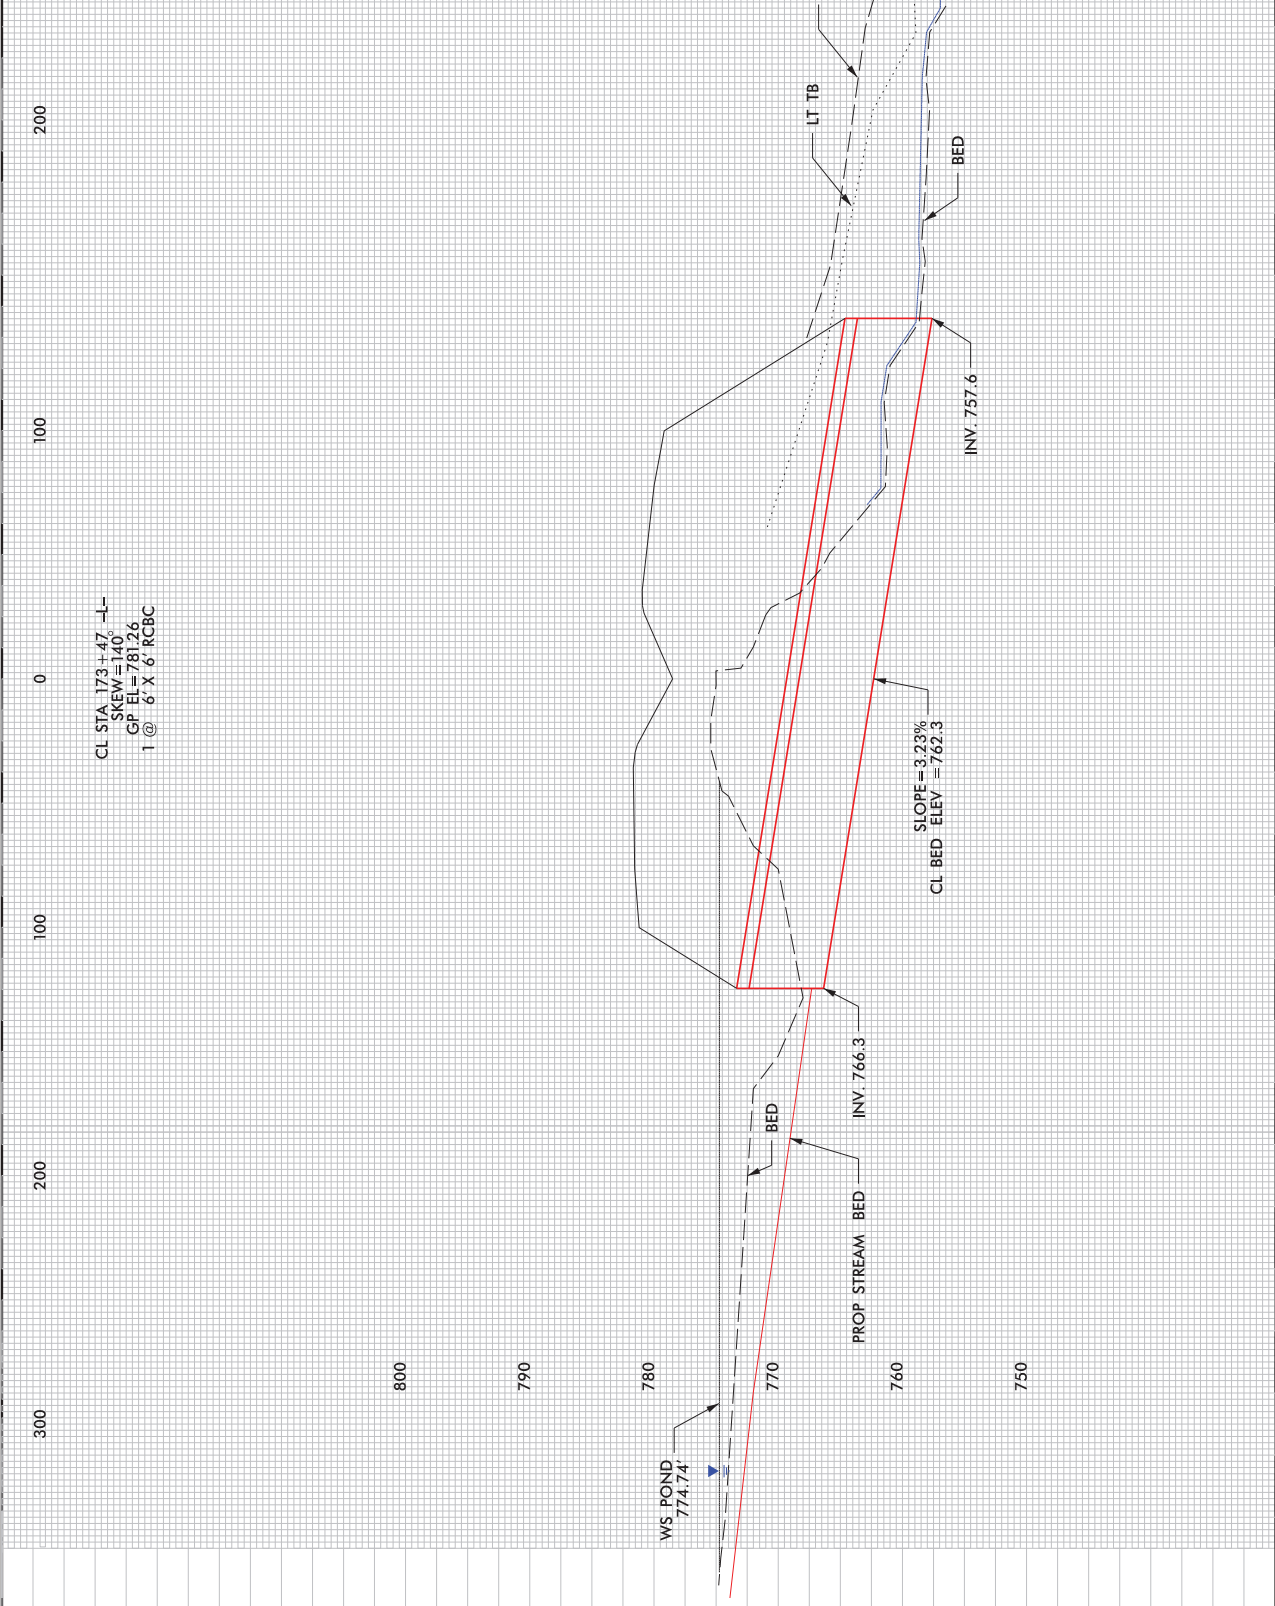 CL STA 173+47 -L-
SKEW=140°
GP EL=781.26
1 @ 6' X 6' RCBC
300
200
100
0
100
200
800
790
780
770
760
750
WS POND
774.74'
BED
PROP STREAM BED
INV. 766.3
SLOPE=3.23%
CL BED ELEV =762.3
INV. 757.6
LT TB
BED